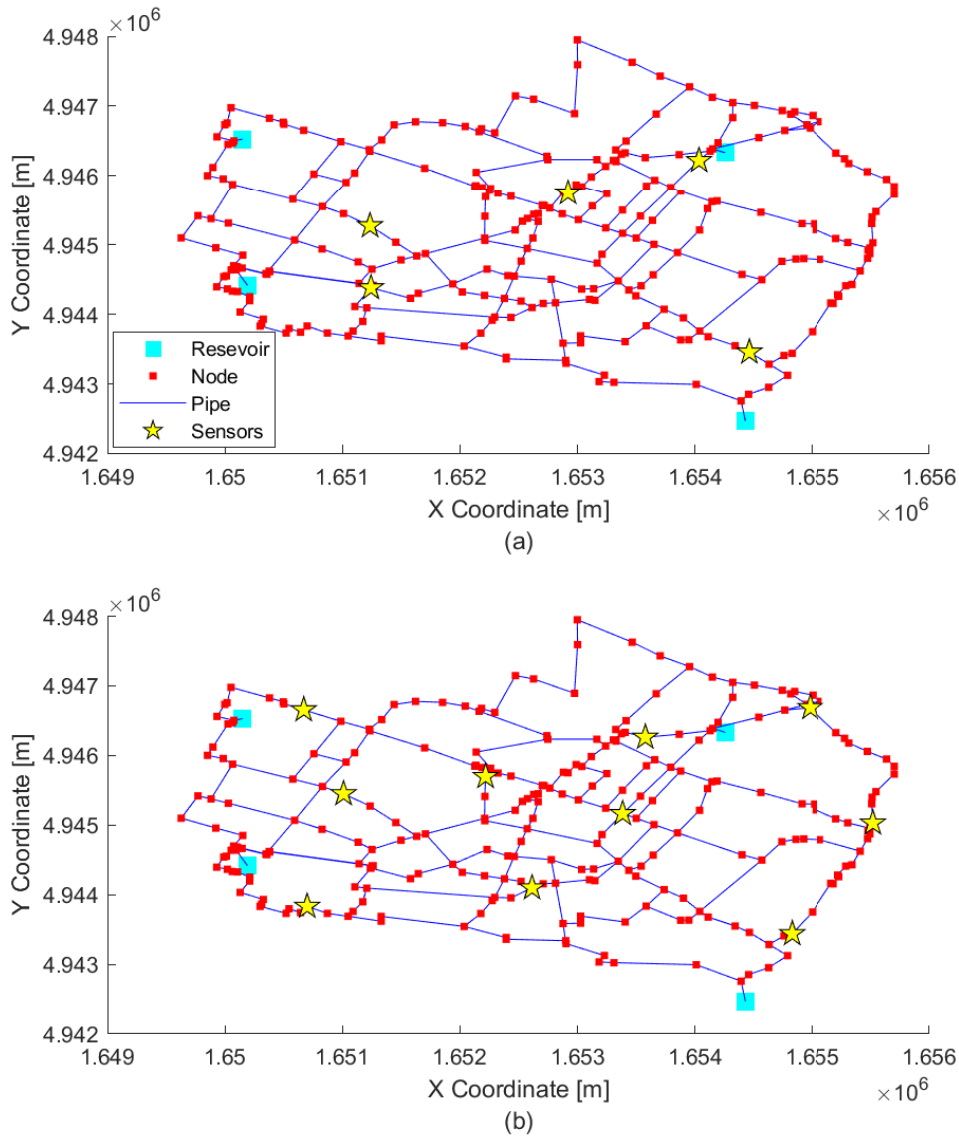 ×10⁶
4.948
4.947
4.946
4.945
4.944
4.943
4.942
Y Coordinate [m]
Resevoir
Node
Pipe
Sensors
1.649 1.65 1.651 1.652 1.653 1.654 1.655 1.656
X Coordinate [m]
×10⁶
(a)
×10⁶
4.948
4.947
4.946
4.945
4.944
4.943
4.942
Y Coordinate [m]
1.649 1.65 1.651 1.652 1.653 1.654 1.655 1.656
X Coordinate [m]
×10⁶
(b)